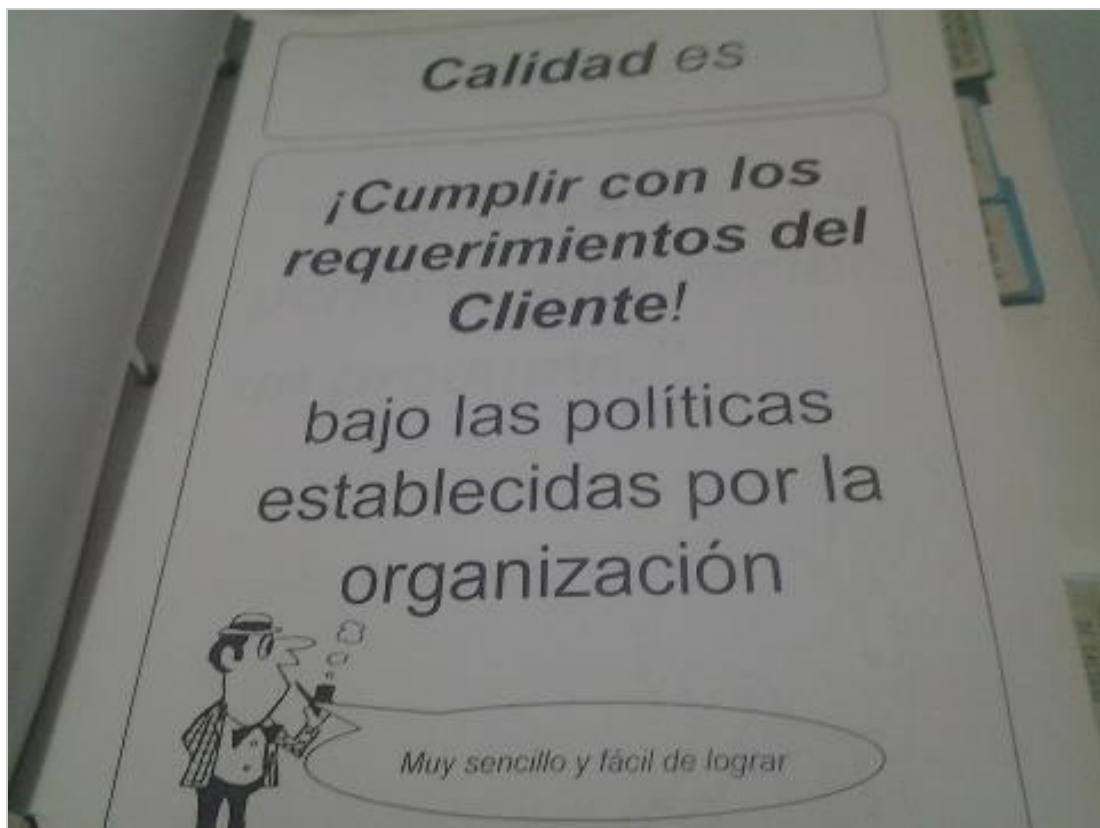 Calidad es
¡Cumplir con los
requerimientos del
Cliente!
bajo las políticas
establecidas por la
organización
Muy sencillo y fácil de lograr